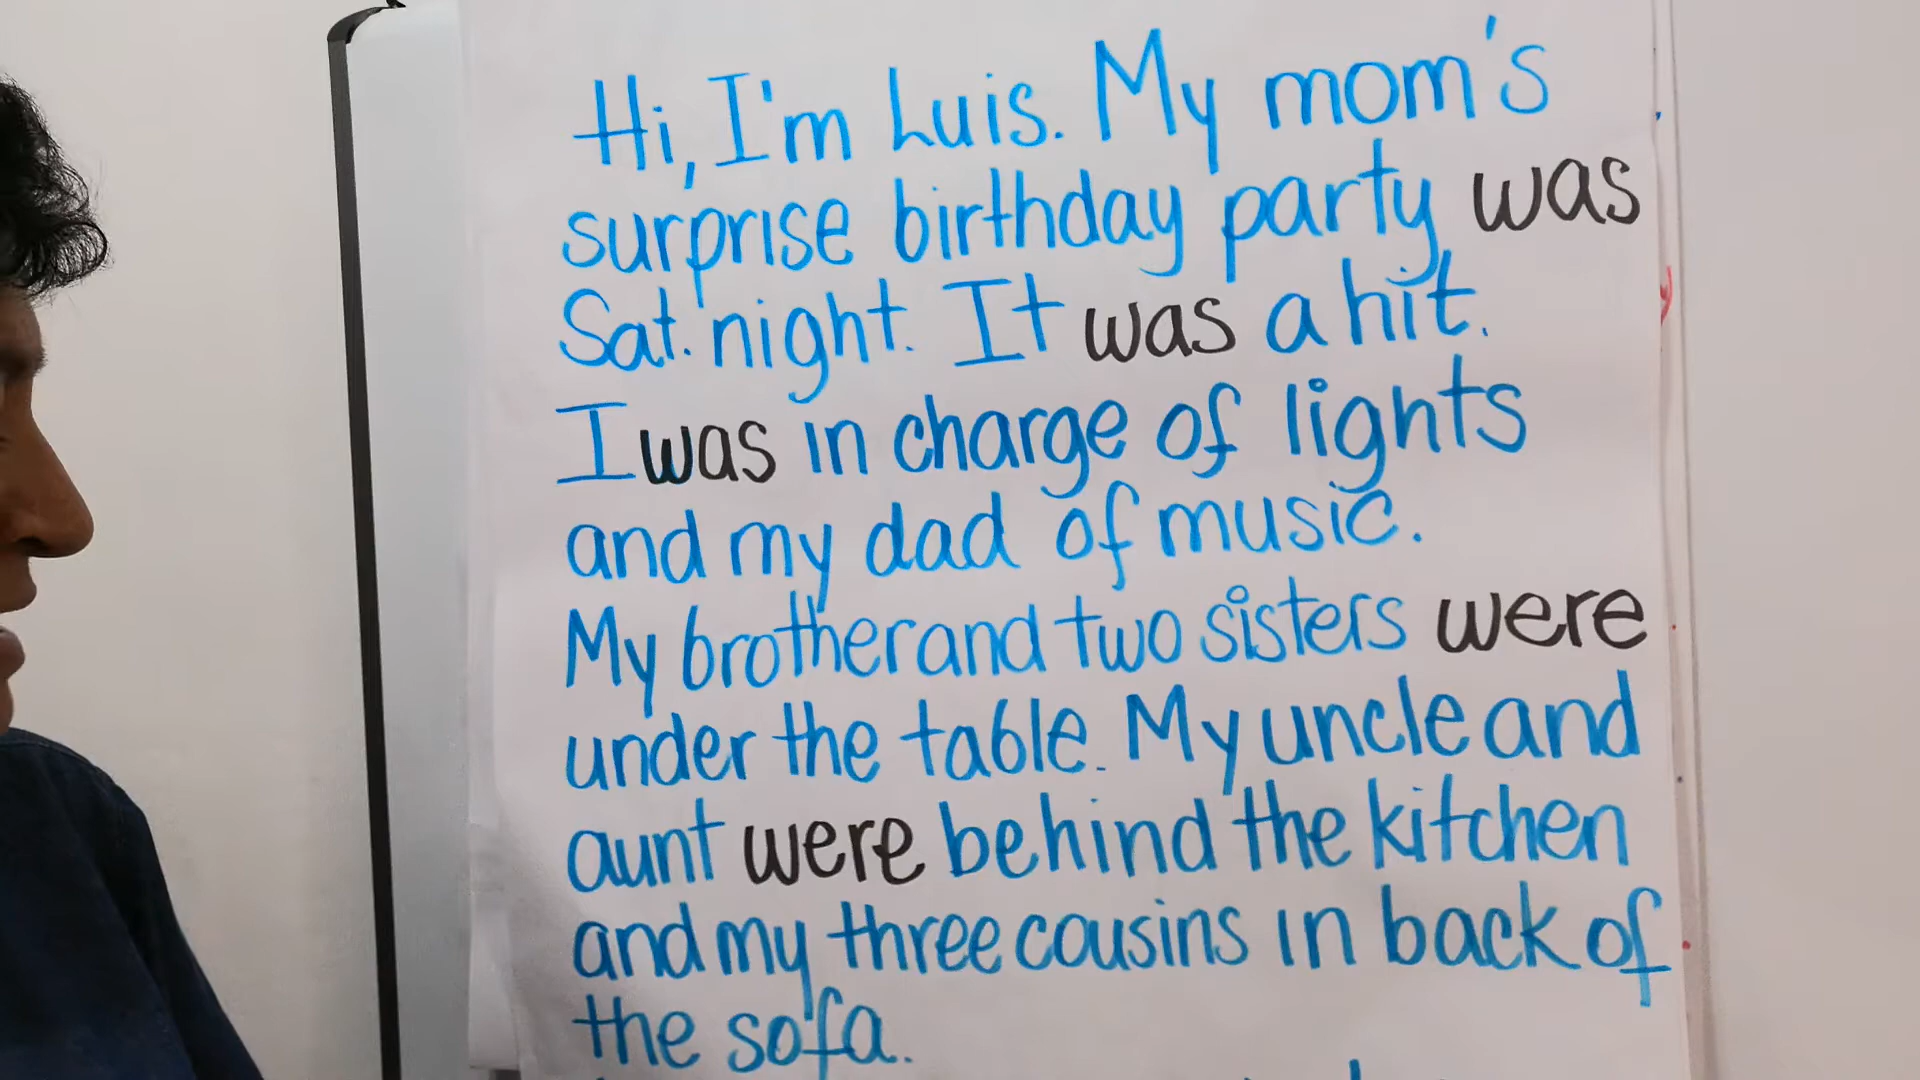 Hi, I'm Luis. My mom's
surprise birthday party was
Sat. night. It was a hit.
I was in charge of lights
and my dad of music.
My brother and two sisters were
under the table. My uncle and
aunt were behind the kitchen
and my three cousins in back of
the sofa.